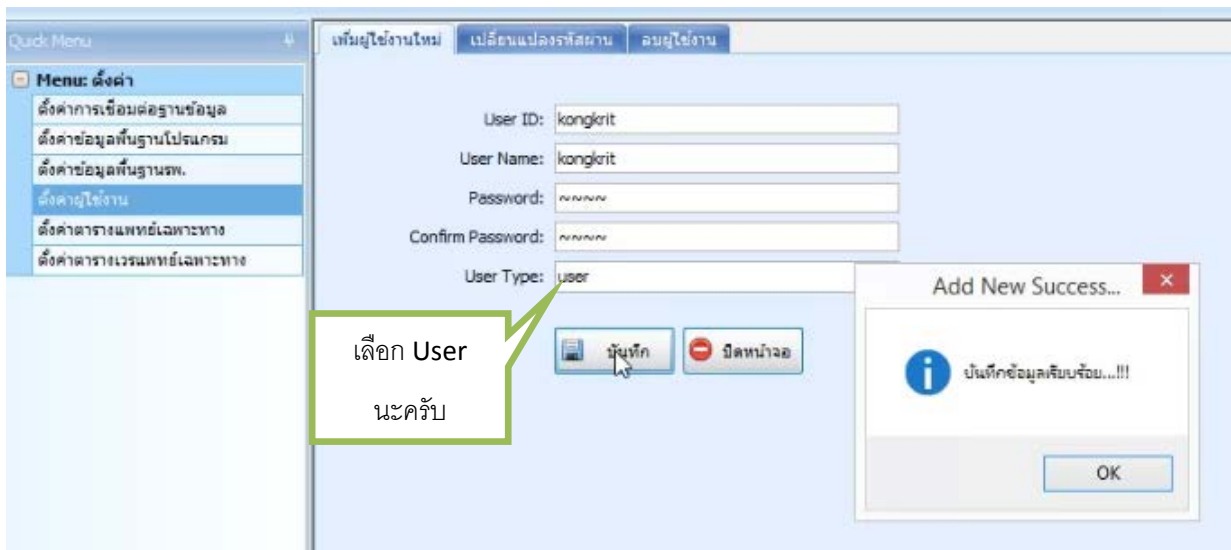 Quick Menu
เพิ่มผู้ใช้งานใหม่ เปลี่ยนแปลงรหัสผ่าน ลบผู้ใช้งาน
Menu: ตั้งค่า
ตั้งค่าการเชื่อมต่อฐานข้อมูล
ตั้งค่าข้อมูลพื้นฐานโปรแกรม
ตั้งค่าข้อมูลพื้นฐานรพ.
ตั้งค่าผู้ใช้งาน
ตั้งค่าตารางแพทย์เฉพาะทาง
ตั้งค่าตารางเวรแพทย์เฉพาะทาง
User ID: kongkrit
User Name: kongkrit
Password: ~~~~
Confirm Password: ~~~~
User Type: user
เลือก User
นะครับ
บันทึก ปิดหน้าจอ
Add New Success...
บันทึกข้อมูลเรียบร้อย...!!!
OK